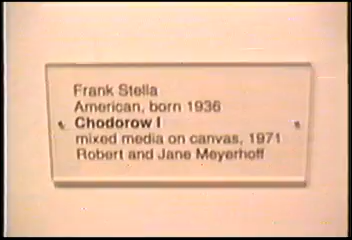 Frank Stella
American, born 1936
Chodorow I
mixed media on canvas, 1971
Robert and Jane Meyerhoff